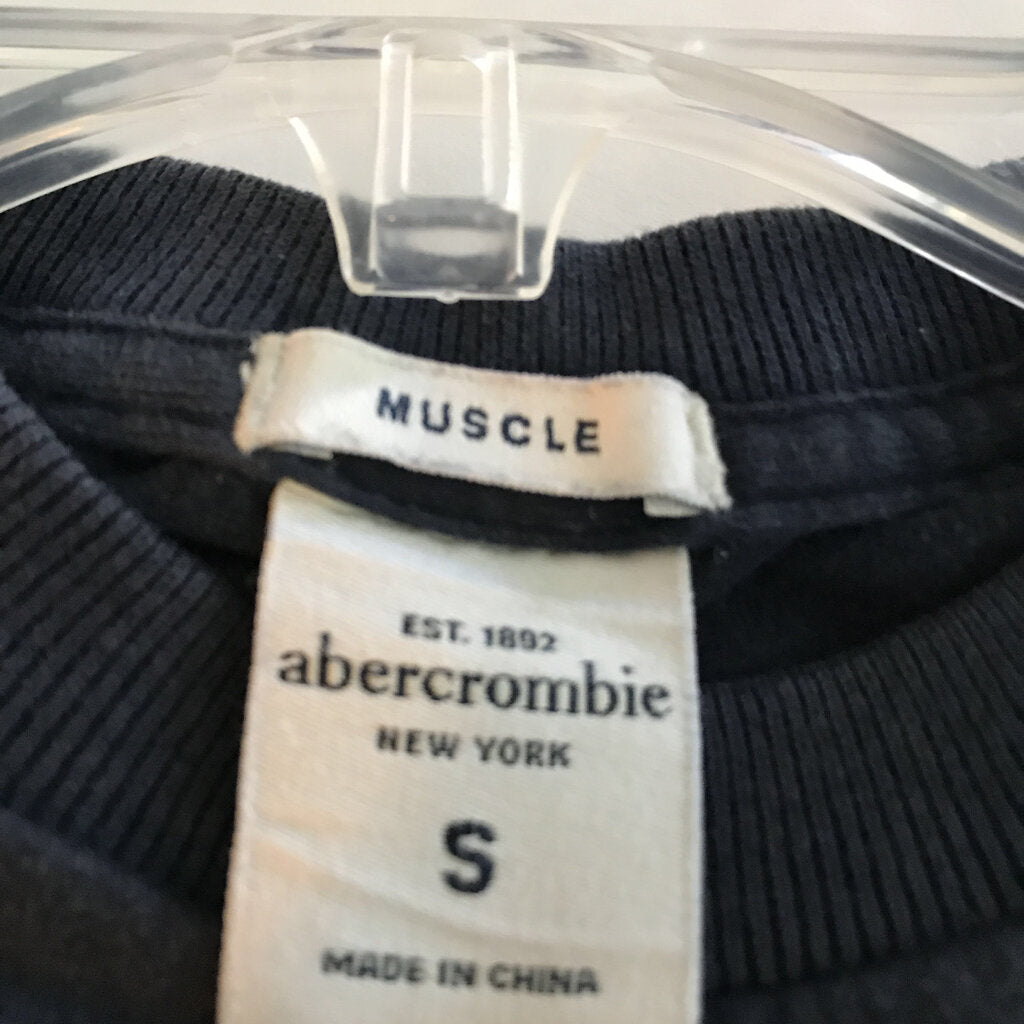 MUSCLE
EST. 1892
abercrombie
NEW YORK
S
MADE IN CHINA